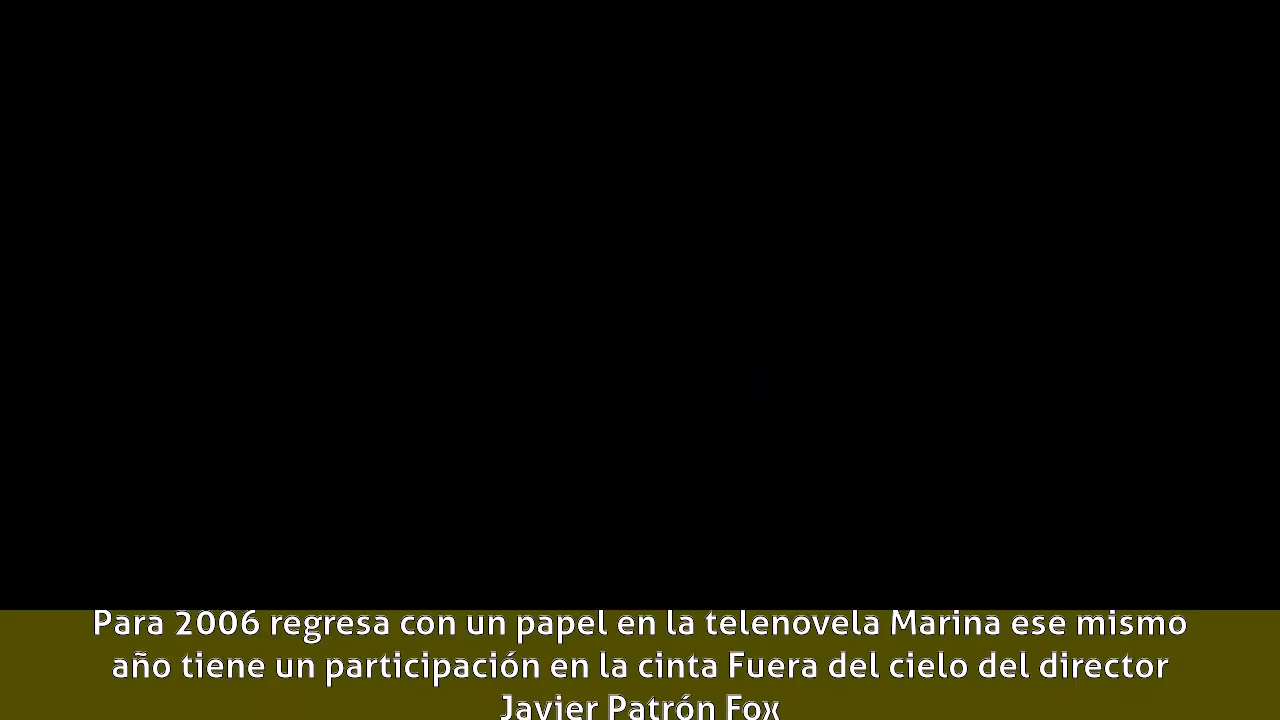 Para 2006 regresa con un papel en la telenovela Marina ese mismo
año tiene un participación en la cinta Fuera del cielo del director
Javier Patrón Fox